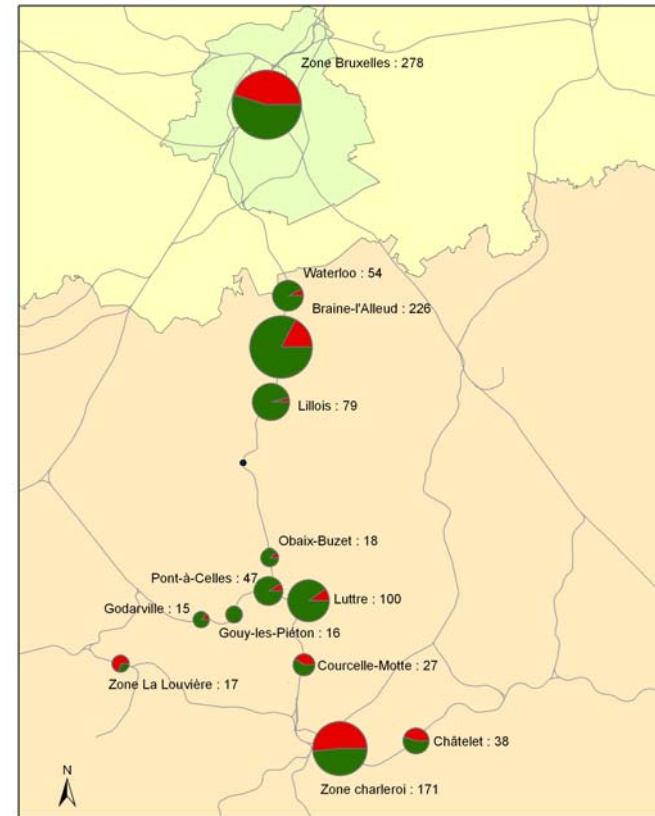 Zone Bruxelles : 278
Waterloo : 54
Braine-l'Alleud : 226
Lillois : 79
Obaix-Buzet : 18
Pont-à-Celles : 47
Luttre : 100
Godarville : 15
Gouy-les-Piéton : 16
Courcelle-Motte : 27
Zone La Louvière : 17
Châtelet : 38
Zone charleroi : 171
N